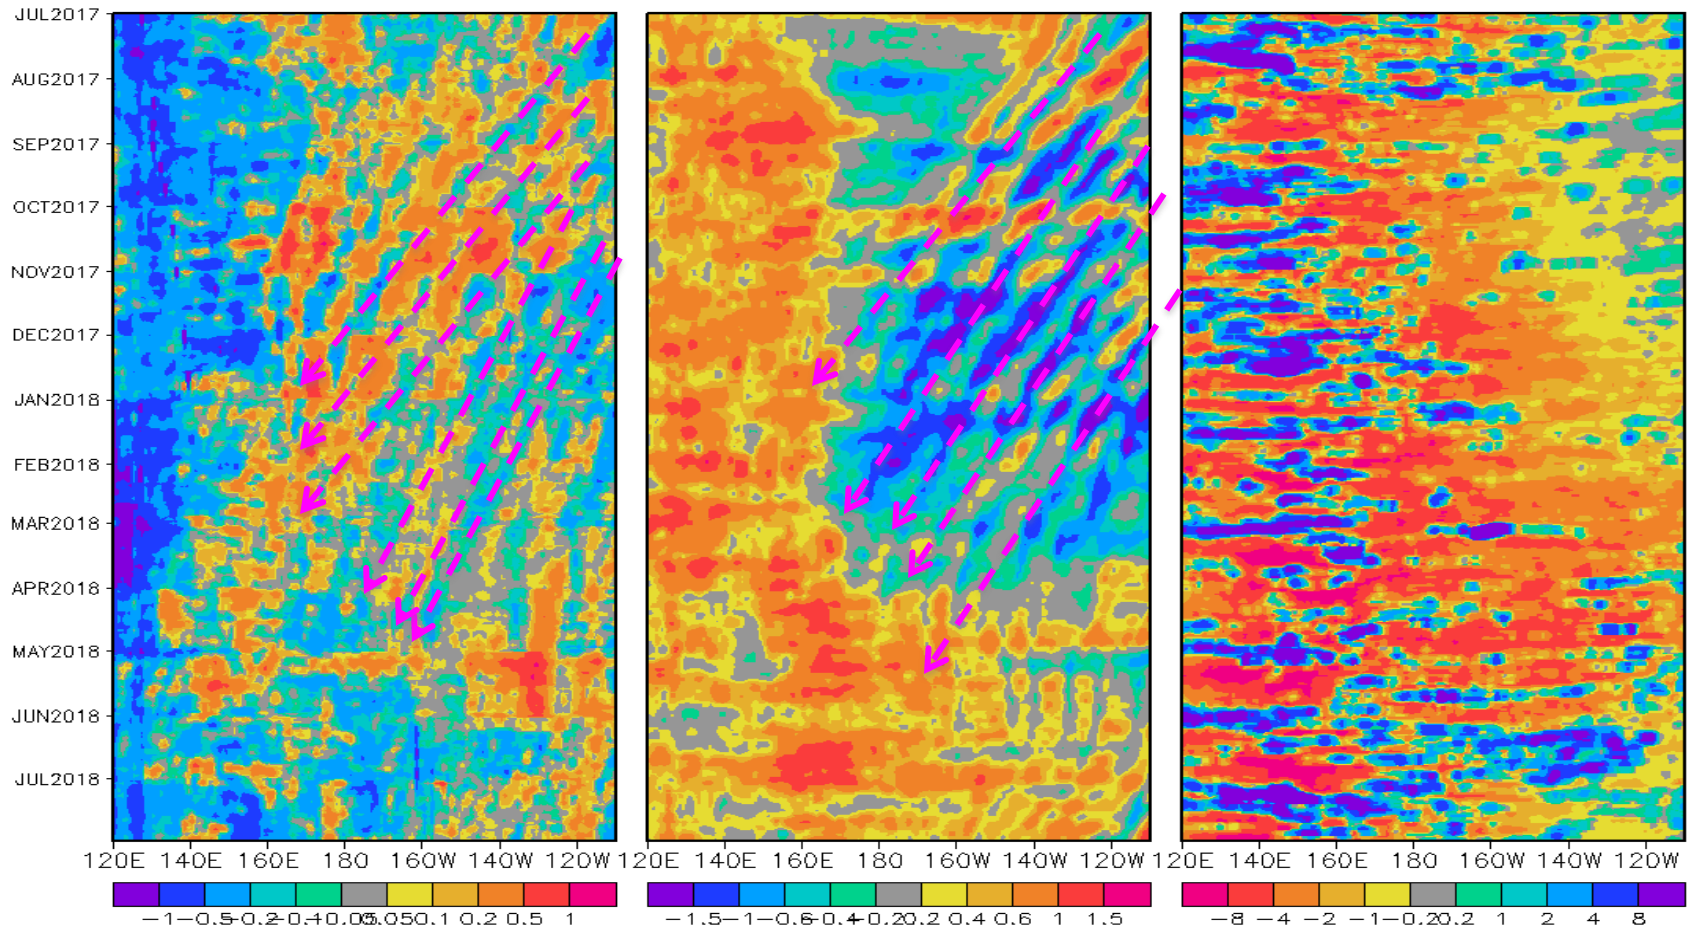 JUL2017
AUG2017
SEP2017
OCT2017
NOV2017
DEC2017
JAN2018
FEB2018
MAR2018
APR2018
MAY2018
JUN2018
JUL2018
120E 140E 160E 180 160W 140W 120W
120E 140E 160E 180 160W 140W 120W
120E 140E 160E 180 160W 140W 120W
-1 -0.5 -0.2 -0.1 -0.05 0.05 0.1 0.2 0.5 1
-1.5 -1 -0.6 -0.4 -0.2 0.2 0.4 0.6 1 1.5
-8 -4 -2 -1 -0.2 0.2 1 2 4 8